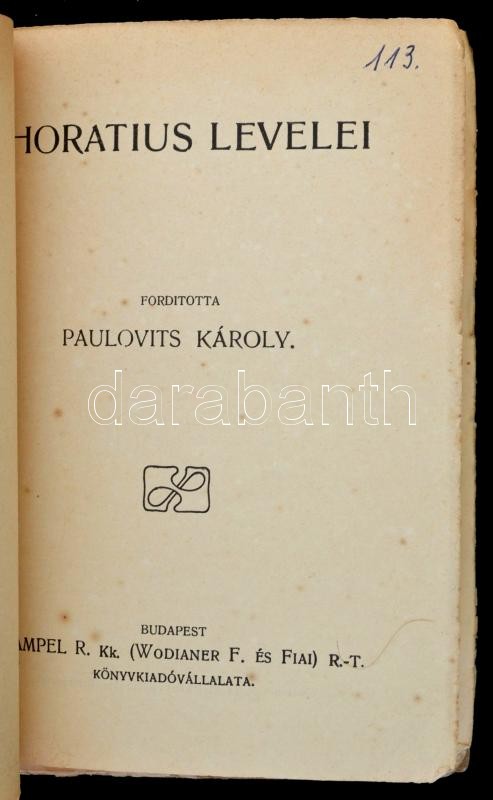 113.
HORATIUS LEVELEI
FORDITOTTA
PAULOVITS KÁROLY.
darabanth
BUDAPEST
AMPEL R. Kk. (WODIANER F. ÉS FIAI) R.-T.
KÖNYVKIADÓVÁLLALATA.